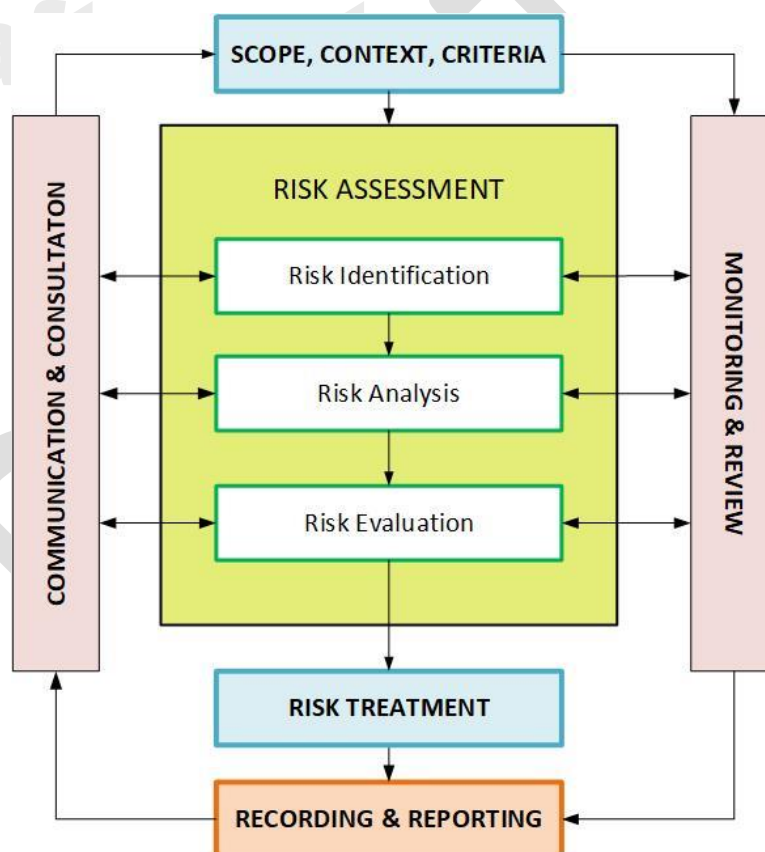 SCOPE, CONTEXT, CRITERIA
RISK ASSESSMENT
Risk Identification
Risk Analysis
Risk Evaluation
COMMUNICATION & CONSULTATON
MONITORING & REVIEW
RISK TREATMENT
RECORDING & REPORTING